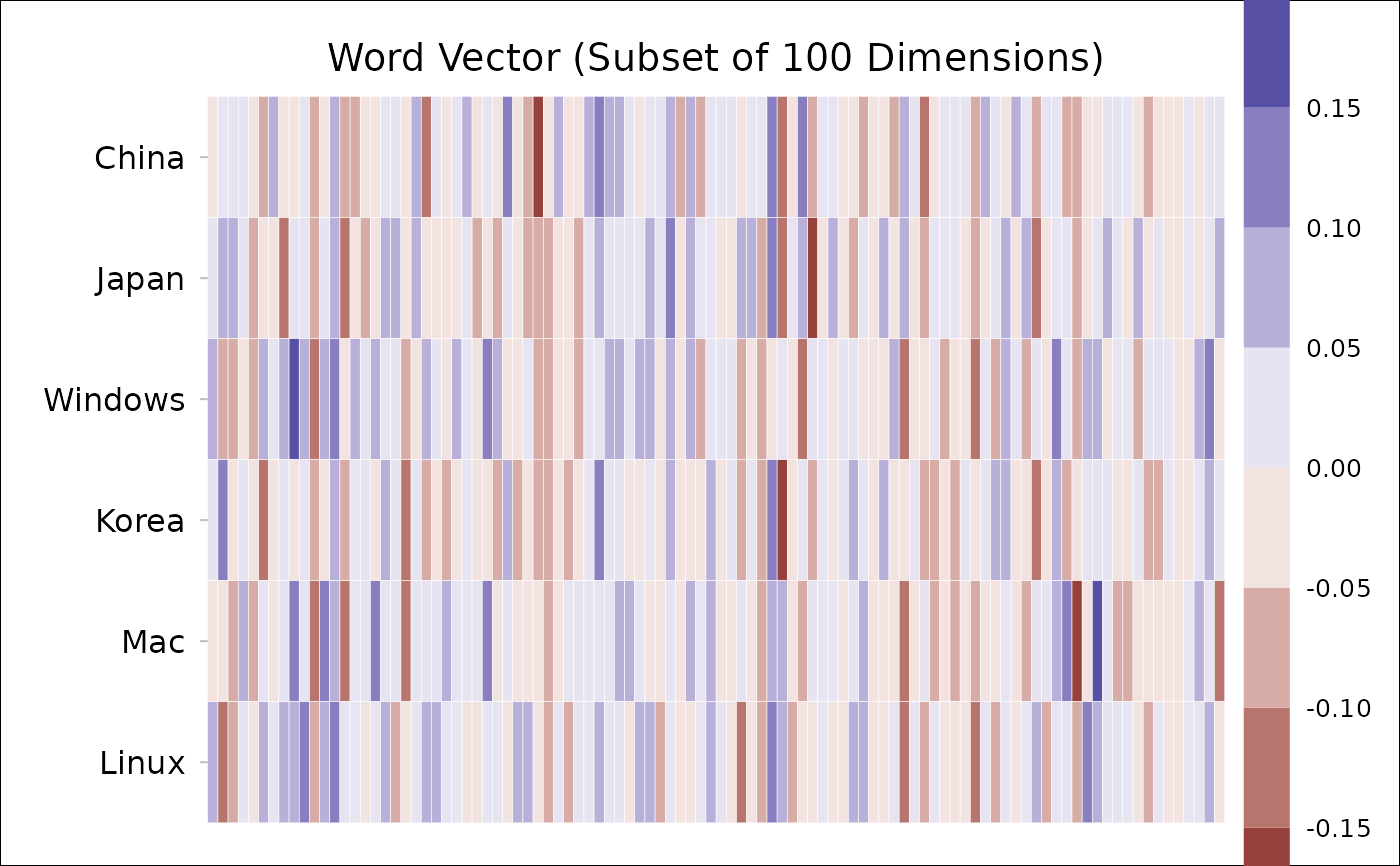 Word Vector (Subset of 100 Dimensions)
China
Japan
Windows
Korea
Mac
Linux
0.15
0.10
0.05
0.00
-0.05
-0.10
-0.15